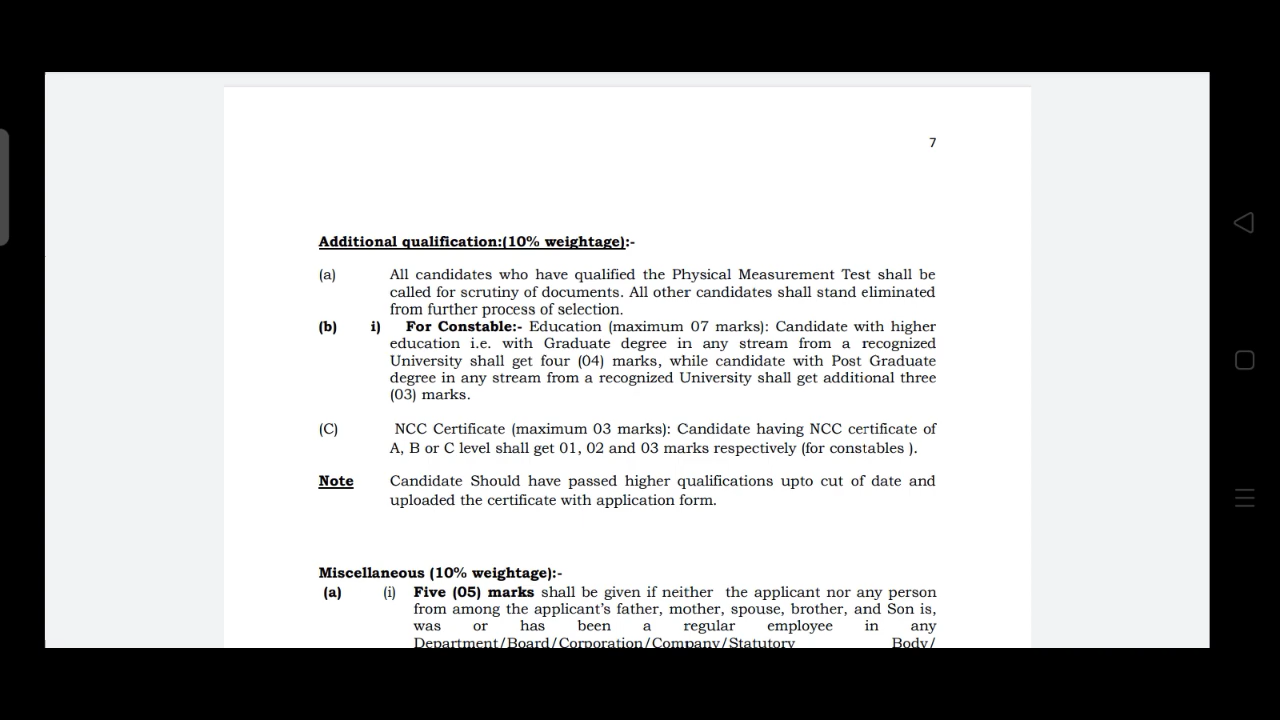 7
Additional qualification:(10% weightage):-
(a) All candidates who have qualified the Physical Measurement Test shall be
called for scrutiny of documents. All other candidates shall stand eliminated
from further process of selection.
(b) i) For Constable:- Education (maximum 07 marks): Candidate with higher
education i.e. with Graduate degree in any stream from a recognized
University shall get four (04) marks, while candidate with Post Graduate
degree in any stream from a recognized University shall get additional three
(03) marks.
(C) NCC Certificate (maximum 03 marks): Candidate having NCC certificate of
A, B or C level shall get 01, 02 and 03 marks respectively (for constables ).
Note Candidate Should have passed higher qualifications upto cut of date and
uploaded the certificate with application form.
Miscellaneous (10% weightage):-
(a) (i) Five (05) marks shall be given if neither the applicant nor any person
from among the applicant's father, mother, spouse, brother, and Son is,
was or has been a regular employee in any
Department/Board/Corporation/Company/Statutory Body/